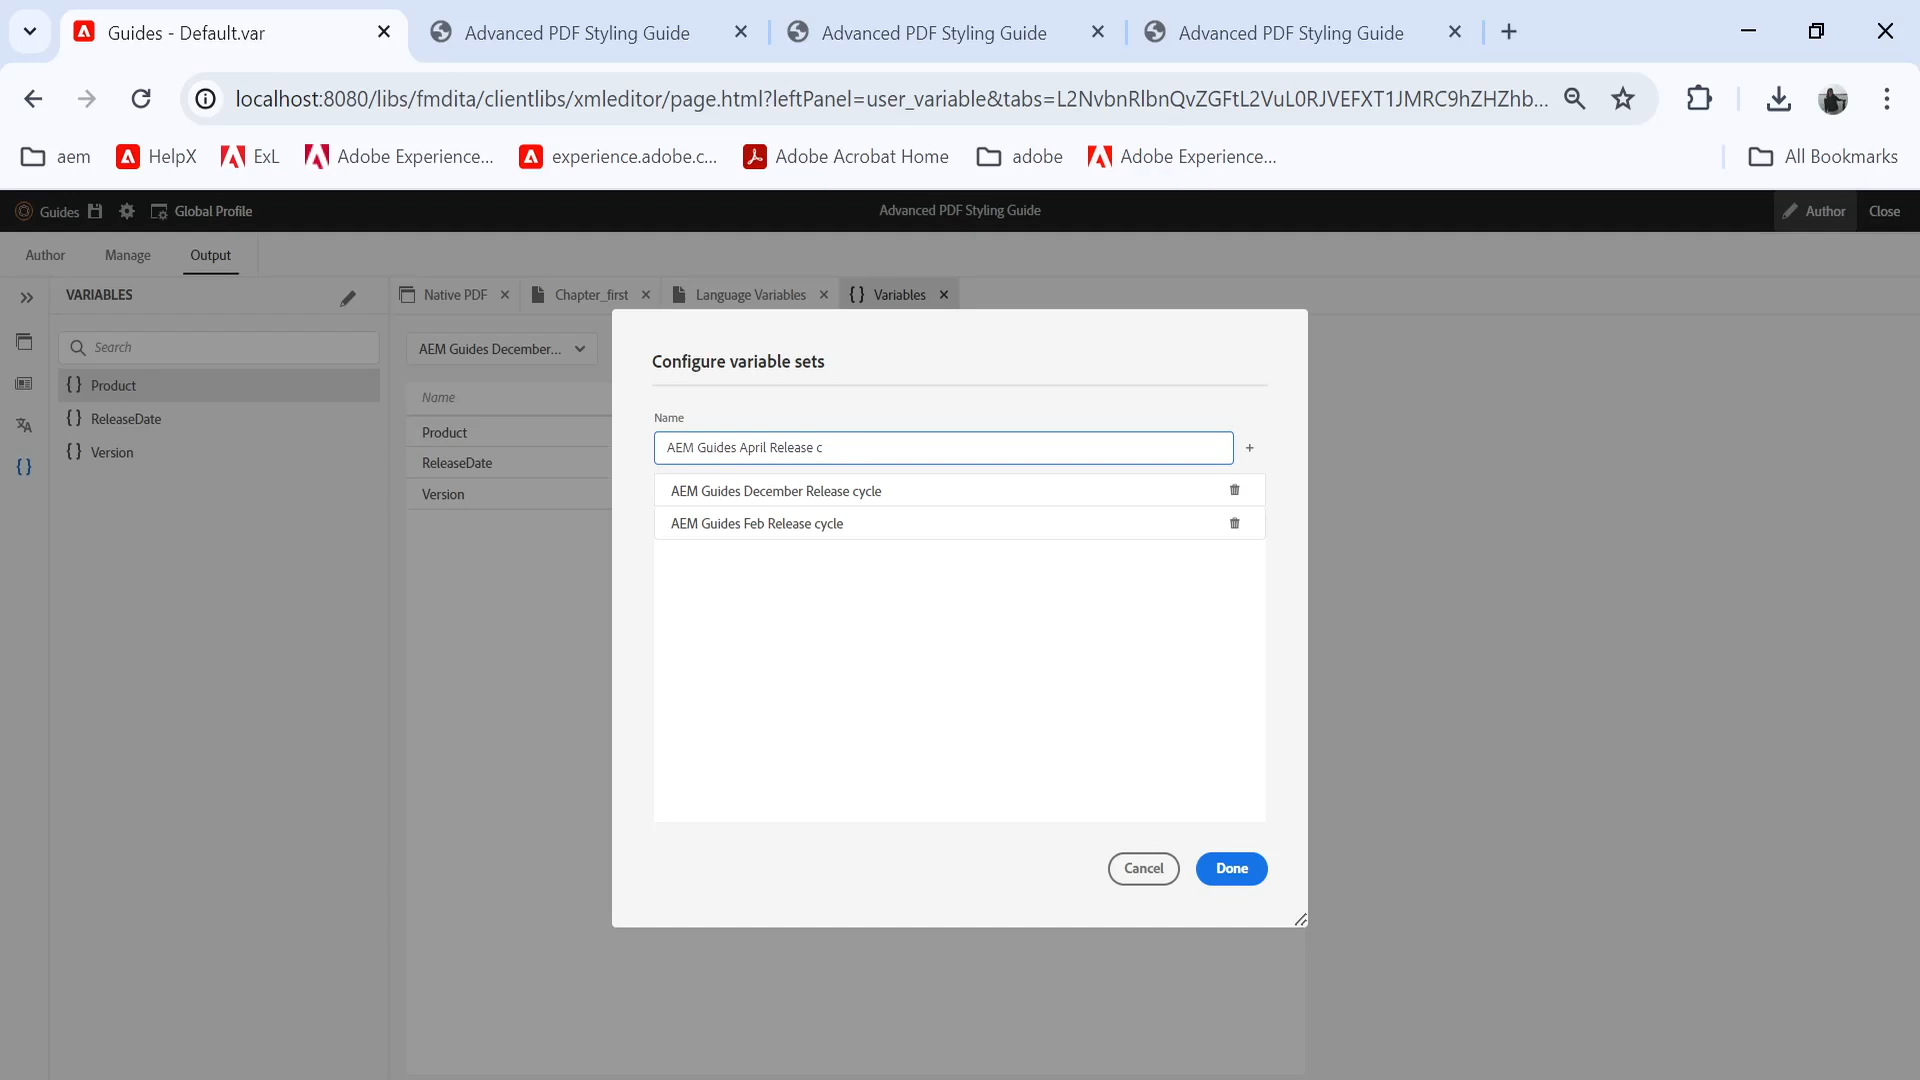 Guides - Default.var
Advanced PDF Styling Guide
Advanced PDF Styling Guide
Advanced PDF Styling Guide
localhost:8080/libs/fmdita/clientlibs/xmleditor/page.html?leftPanel=user_variable&tabs=L2NvbnRlbnQvZGFtL2VuL0RJVEFXT1JMRC9hZHZhb...
aem
HelpX
ExL
Adobe Experience...
experience.adobe.c...
Adobe Acrobat Home
adobe
Adobe Experience...
All Bookmarks
Guides
Global Profile
Advanced PDF Styling Guide
Author
Close
Author
Manage
Output
VARIABLES
Native PDF
Chapter_first
Language Variables
Variables
Search
Product
ReleaseDate
Version
AEM Guides December...
Name
Product
ReleaseDate
Version
Configure variable sets
Name
AEM Guides April Release c
AEM Guides December Release cycle
AEM Guides Feb Release cycle
Cancel
Done